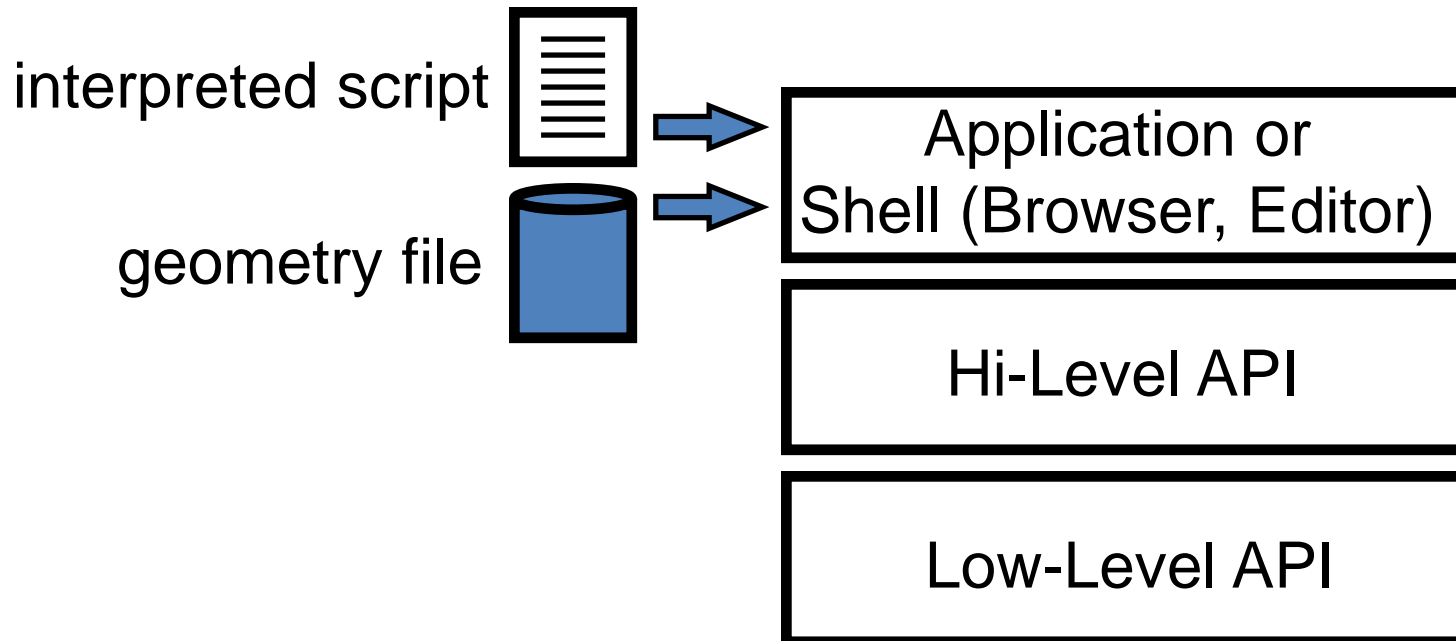 interpreted script
geometry file
Application or
Shell (Browser, Editor)
Hi-Level API
Low-Level API